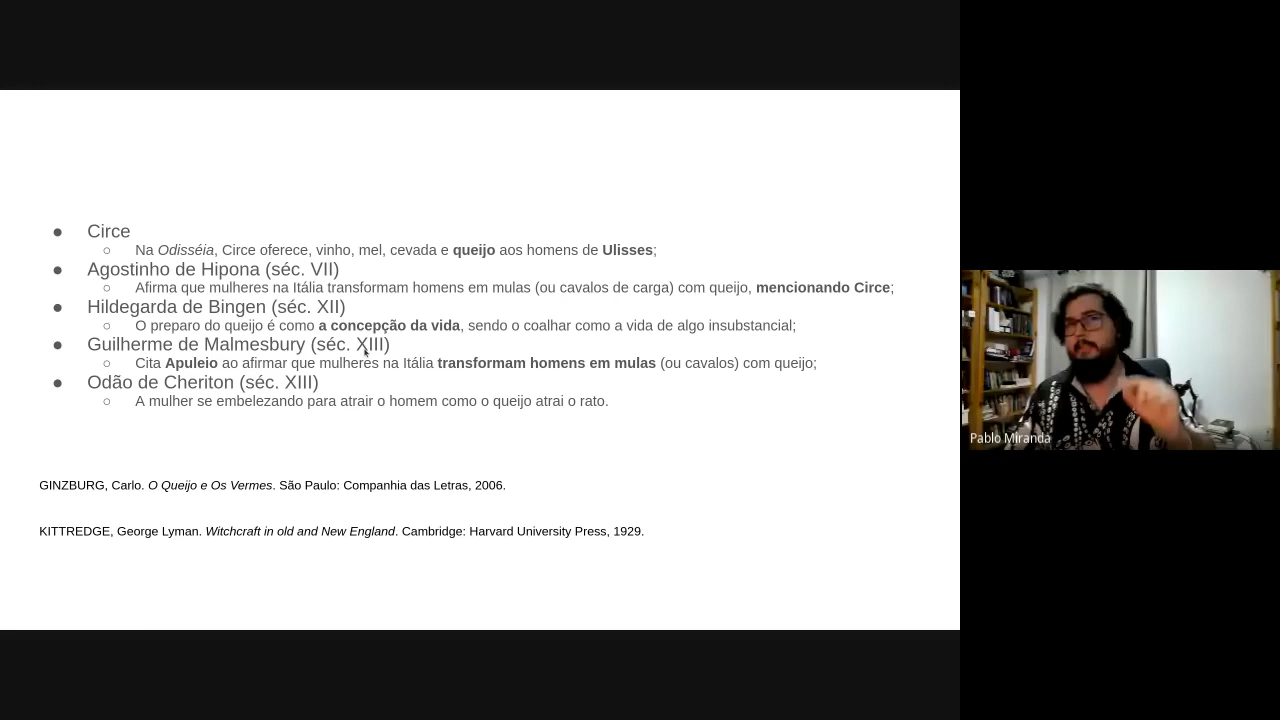 ● Circe
○ Na Odisséia, Circe oferece, vinho, mel, cevada e queijo aos homens de Ulisses;
● Agostinho de Hipona (séc. VII)
○ Afirma que mulheres na Itália transformam homens em mulas (ou cavalos de carga) com queijo, mencionando Circe;
● Hildegarda de Bingen (séc. XII)
○ O preparo do queijo é como a concepção da vida, sendo o coalhar como a vida de algo insubstancial;
● Guilherme de Malmesbury (séc. XIII)
○ Cita Apuleio ao afirmar que mulheres na Itália transformam homens em mulas (ou cavalos) com queijo;
● Odão de Cheriton (séc. XIII)
○ A mulher se embelezando para atrair o homem como o queijo atrai o rato.
GINZBURG, Carlo. O Queijo e Os Vermes. São Paulo: Companhia das Letras, 2006.
KITTREDGE, George Lyman. Witchcraft in old and New England. Cambridge: Harvard University Press, 1929.
Pablo Miranda